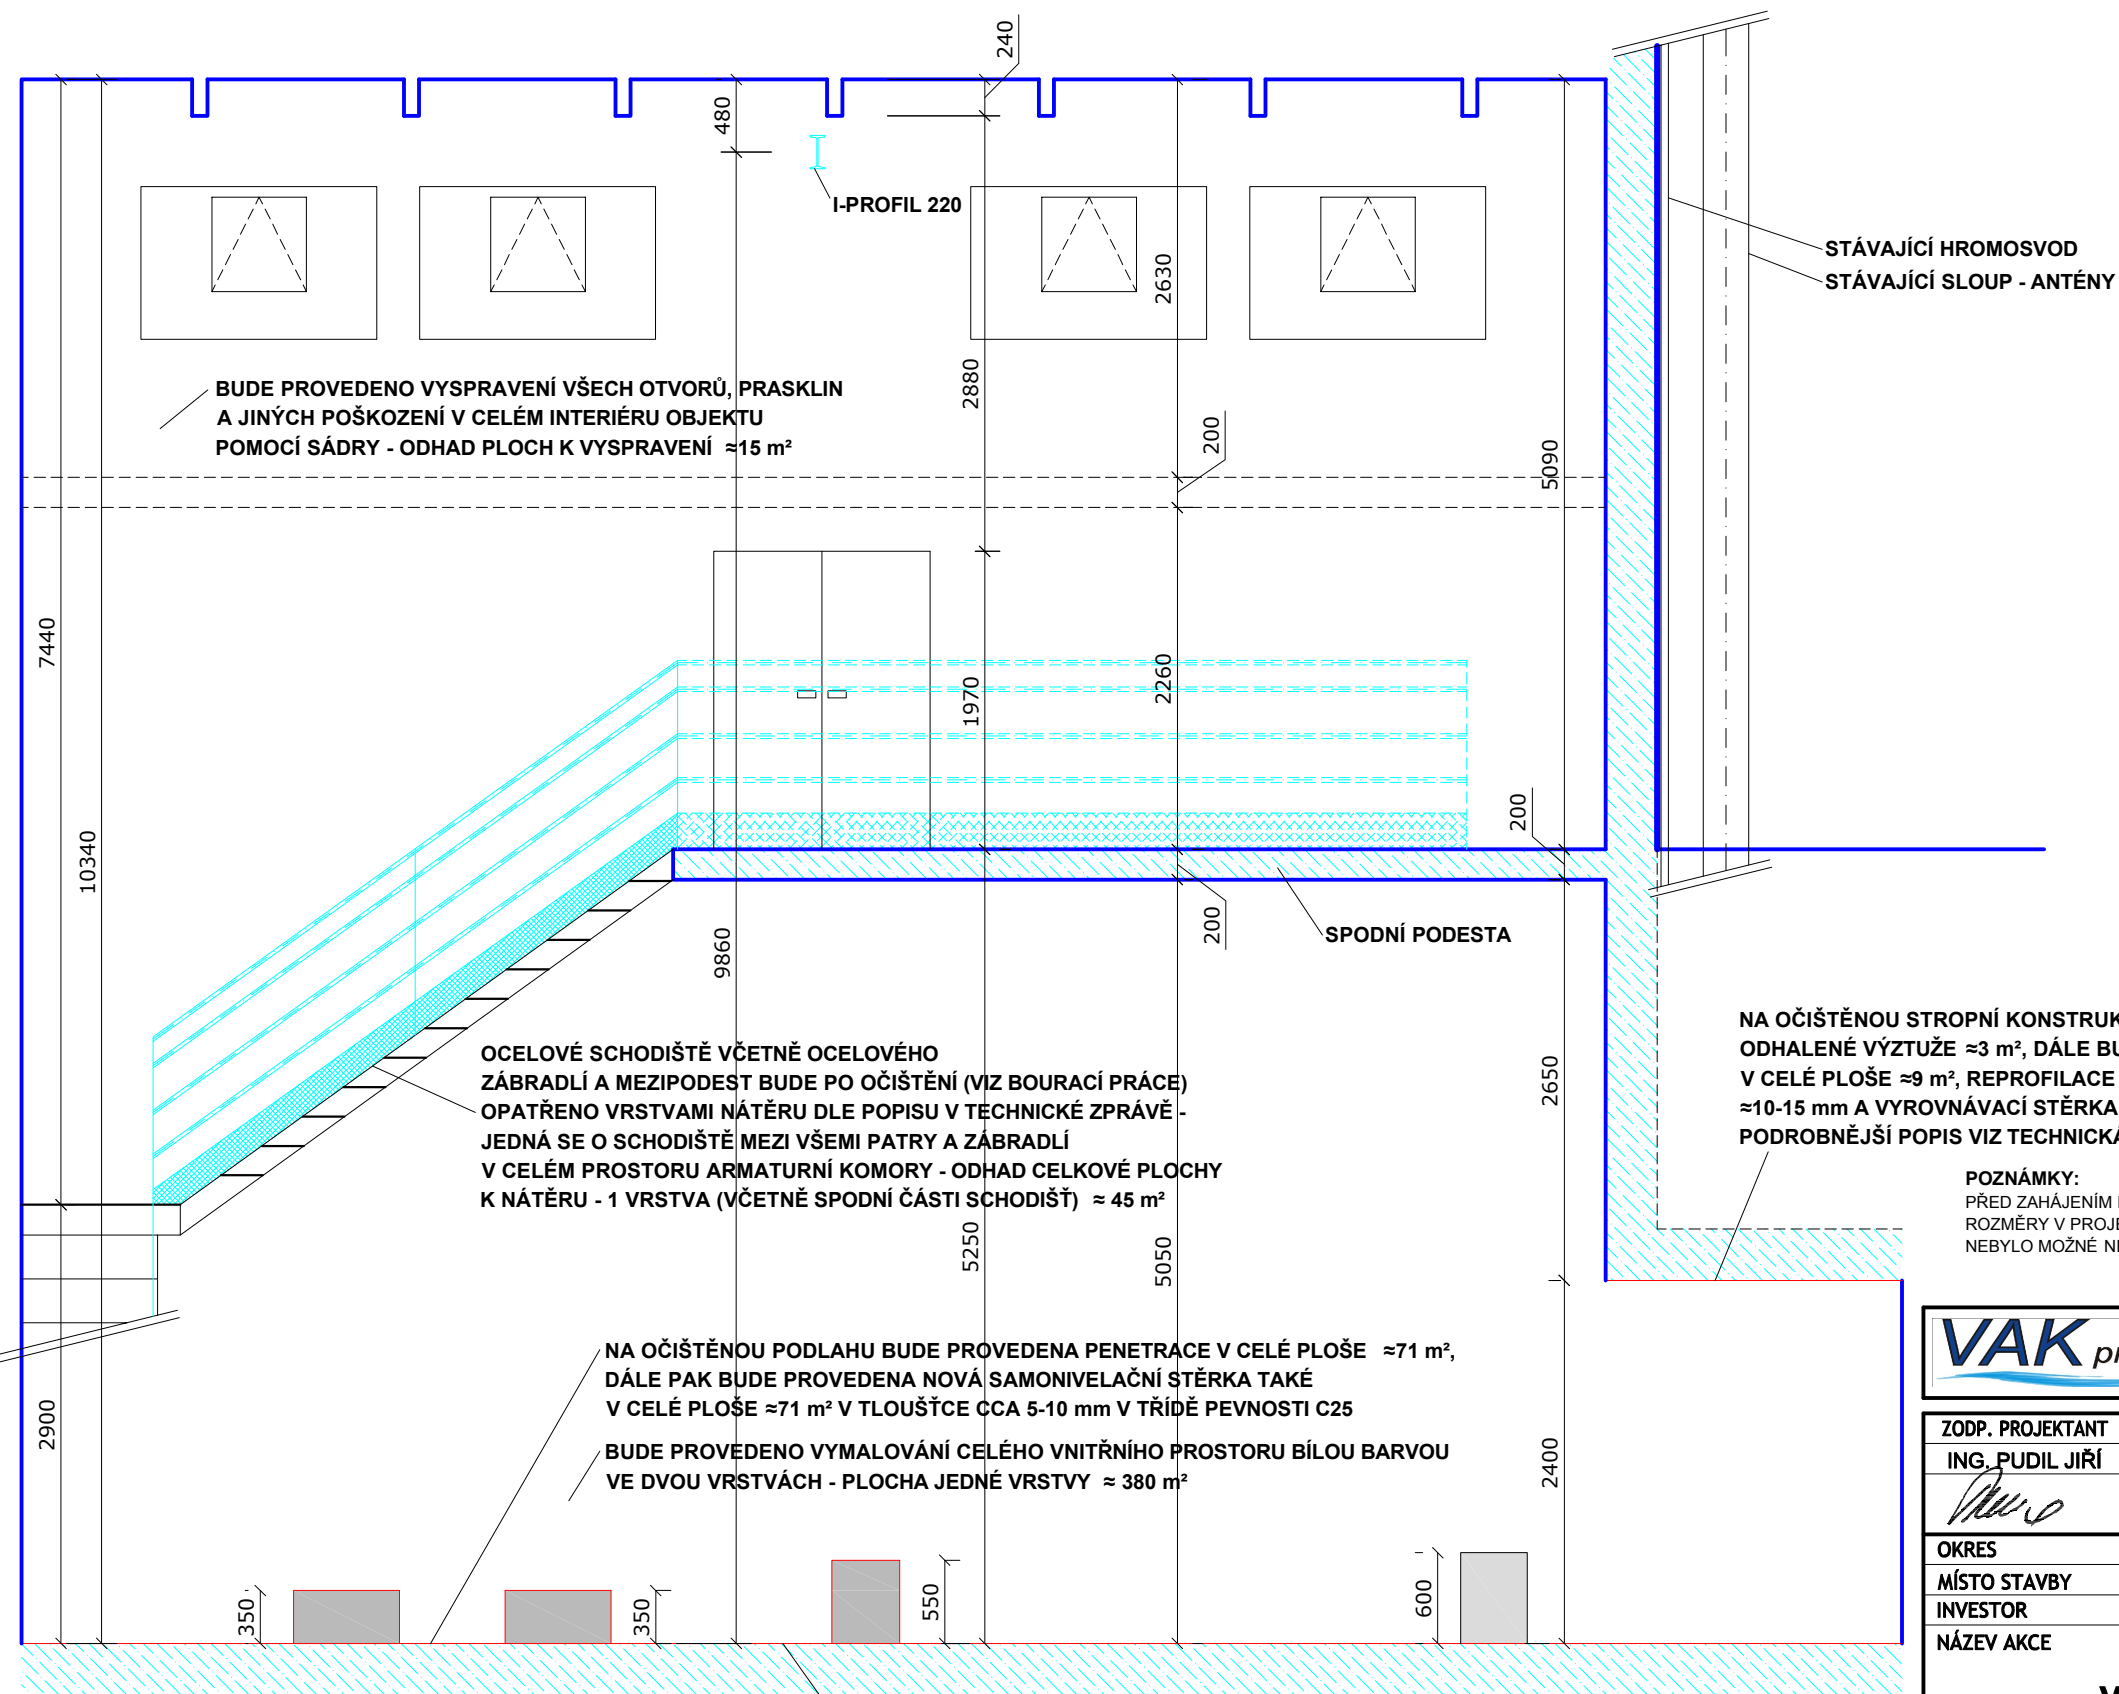 240
480
I-PROFIL 220
2630
STÁVAJÍCÍ HROMOSVOD
STÁVAJÍCÍ SLOUP - ANTÉNY
BUDE PROVEDENO VYSPRAVENÍ VŠECH OTVORŮ, PRASKLIN
A JINÝCH POŠKOZENÍ V CELÉM INTERIÉRU OBJEKTU
POMOCÍ SÁDRY - ODHAD PLOCH K VYSPRAVENÍ ≈15 m²
2880
200
5090
7440
1970
2260
200
10340
9860
200
SPODNÍ PODESTA
NA OČIŠTĚNOU STROPNÍ KONSTRUK
ODHALENÉ VÝZTUŽE ≈3 m², DÁLE BU
V CELÉ PLOŠE ≈9 m², REPROFILACE
≈10-15 mm A VYROVNÁVACÍ STĚRKA
PODROBNĚJŠÍ POPIS VIZ TECHNICKÁ
OCELOVÉ SCHODIŠTĚ VČETNĚ OCELOVÉHO
ZÁBRADLÍ A MEZIPODEST BUDE PO OČIŠTĚNÍ (VIZ BOURACÍ PRÁCE)
OPATŘENO VRSTVAMI NÁTĚRU DLE POPISU V TECHNICKÉ ZPRÁVĚ -
JEDNÁ SE O SCHODIŠTĚ MEZI VŠEMI PATRY A ZÁBRADLÍ
V CELÉM PROSTORU ARMATURNÍ KOMORY - ODHAD CELKOVÉ PLOCHY
K NÁTĚRU - 1 VRSTVA (VČETNĚ SPODNÍ ČÁSTI SCHODIŠŤ) ≈ 45 m²
2650
POZNÁMKY:
PŘED ZAHÁJENÍM
ROZMĚRY V PROJE
NEBYLO MOŽNÉ
5250
5050
VAK
NA OČIŠTĚNOU PODLAHU BUDE PROVEDENA PENETRACE V CELÉ PLOŠE ≈71 m²,
DÁLE PAK BUDE PROVEDENA NOVÁ SAMONIVELAČNÍ STĚRKA TAKÉ
V CELÉ PLOŠE ≈71 m² V TLOUŠŤCE CCA 5-10 mm V TŘÍDĚ PEVNOSTI C25
BUDE PROVEDENO VYMALOVÁNÍ CELÉHO VNITŘNÍHO PROSTORU BÍLOU BARVOU
VE DVOU VRSTVÁCH - PLOCHA JEDNÉ VRSTVY ≈ 380 m²
2900
2400
ZODP. PROJEKTANT
ING. PUDIL JIŘÍ
OKRES
MÍSTO STAVBY
INVESTOR
NÁZEV AKCE
350
350
550
600